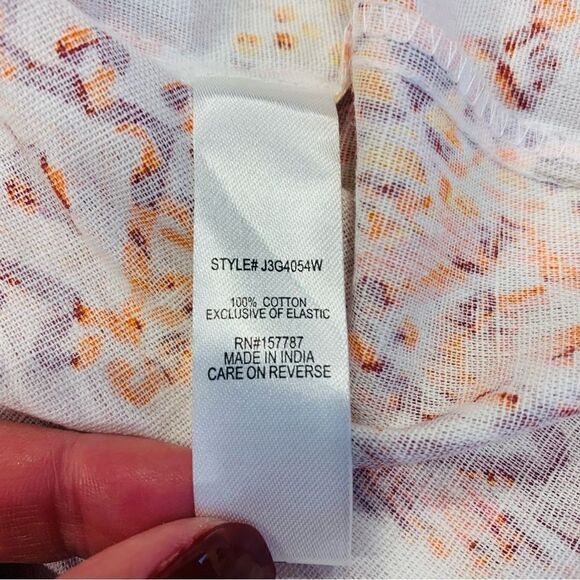 STYLE# J3G4054W
100% COTTON
EXCLUSIVE OF ELASTIC
RN#157787
MADE IN INDIA
CARE ON REVERSE